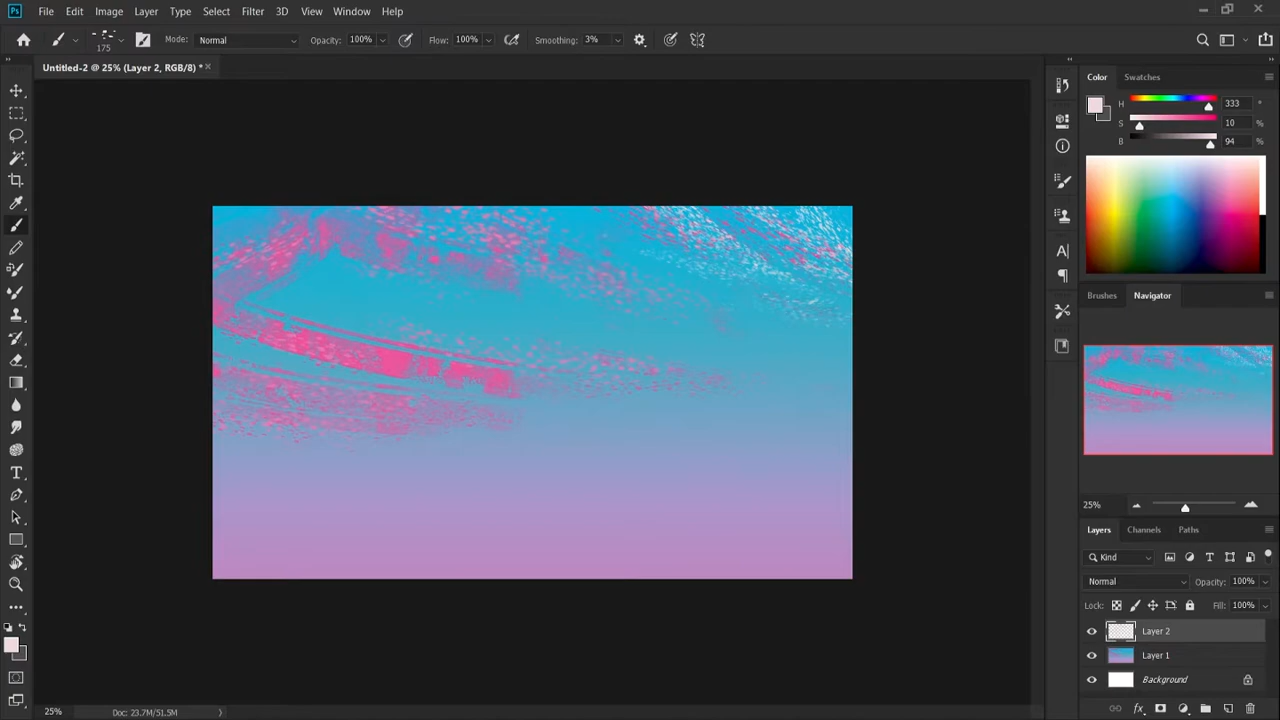 Ps File Edit Image Layer Type Select Filter 3D View Window Help
175 Mode: Normal Opacity: 100% Flow: 100% Smoothing: 3%
Untitled-2 @ 25% (Layer 2, RGB/8) *
Color Swatches
H 333 °
S 10 %
B 94 %
Brushes Navigator
25%
Layers Channels Paths
Kind
Normal Opacity: 100%
Lock: Fill: 100%
Layer 2
Layer 1
Background
25% Doc: 23.7M/51.5M